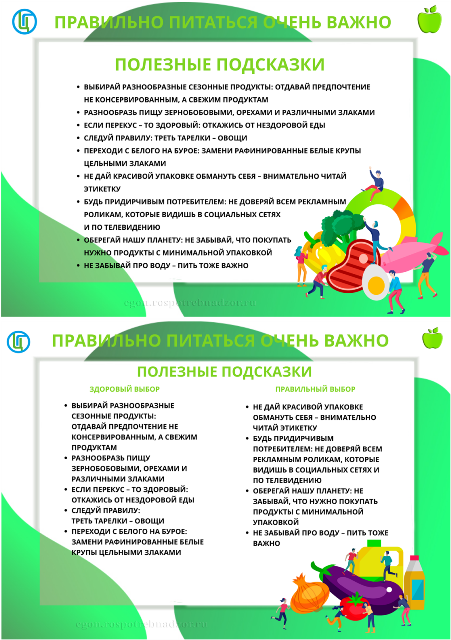 ПРАВИЛЬНО ПИТАТЬСЯ ОЧЕНЬ ВАЖНО
ПОЛЕЗНЫЕ ПОДСКАЗКИ
• ВЫБИРАЙ РАЗНООБРАЗНЫЕ СЕЗОННЫЕ ПРОДУКТЫ: ОТДАВАЙ ПРЕДПОЧТЕНИЕ
НЕ КОНСЕРВИРОВАННЫМ, А СВЕЖИМ ПРОДУКТАМ
• РАЗНООБРАЗЬ ПИЩУ ЗЕРНОБОБОВЫМИ, ОРЕХАМИ И РАЗЛИЧНЫМИ ЗЛАКАМИ
• ЕСЛИ ПЕРЕКУС – ТО ЗДОРОВЫЙ: ОТКАЖИСЬ ОТ НЕЗДОРОВОЙ ЕДЫ
• СЛЕДУЙ ПРАВИЛУ: ТРЕТЬ ТАРЕЛКИ – ОВОЩИ
• ПЕРЕХОДИ С БЕЛОГО НА БУРОЕ: ЗАМЕНИ РАФИНИРОВАННЫЕ БЕЛЫЕ КРУПЫ
ЦЕЛЬНЫМИ ЗЛАКАМИ
• НЕ ДАЙ КРАСИВОЙ УПАКОВКЕ ОБМАНУТЬ СЕБЯ – ВНИМАТЕЛЬНО ЧИТАЙ
ЭТИКЕТКУ
• БУДЬ ПРИДИРЧИВЫМ ПОТРЕБИТЕЛЕМ: НЕ ДОВЕРЯЙ ВСЕМ РЕКЛАМНЫМ
РОЛИКАМ, КОТОРЫЕ ВИДИШЬ В СОЦИАЛЬНЫХ СЕТЯХ
И ПО ТЕЛЕВИДЕНИЮ
• ОБЕРЕГАЙ НАШУ ПЛАНЕТУ: НЕ ЗАБЫВАЙ, ЧТО ПОКУПАТЬ
НУЖНО ПРОДУКТЫ С МИНИМАЛЬНОЙ УПАКОВКОЙ
• НЕ ЗАБЫВАЙ ПРО ВОДУ – ПИТЬ ТОЖЕ ВАЖНО
ПРАВИЛЬНО ПИТАТЬСЯ ОЧЕНЬ ВАЖНО
ПОЛЕЗНЫЕ ПОДСКАЗКИ
ЗДОРОВЫЙ ВЫБОР
• ВЫБИРАЙ РАЗНООБРАЗНЫЕ
СЕЗОННЫЕ ПРОДУКТЫ:
ОТДАВАЙ ПРЕДПОЧТЕНИЕ НЕ
КОНСЕРВИРОВАННЫМ, А СВЕЖИМ
ПРОДУКТАМ
• РАЗНООБРАЗЬ ПИЩУ
ЗЕРНОБОБОВЫМИ, ОРЕХАМИ И
РАЗЛИЧНЫМИ ЗЛАКАМИ
• ЕСЛИ ПЕРЕКУС – ТО ЗДОРОВЫЙ:
ОТКАЖИСЬ ОТ НЕЗДОРОВОЙ ЕДЫ
• СЛЕДУЙ ПРАВИЛУ:
ТРЕТЬ ТАРЕЛКИ – ОВОЩИ
• ПЕРЕХОДИ С БЕЛОГО НА БУРОЕ:
ЗАМЕНИ РАФИНИРОВАННЫЕ БЕЛЫЕ
КРУПЫ ЦЕЛЬНЫМИ ЗЛАКАМИ
ПРАВИЛЬНЫЙ ВЫБОР
• НЕ ДАЙ КРАСИВОЙ УПАКОВКЕ
ОБМАНУТЬ СЕБЯ – ВНИМАТЕЛЬНО
ЧИТАЙ ЭТИКЕТКУ
• БУДЬ ПРИДИРЧИВЫМ
ПОТРЕБИТЕЛЕМ: НЕ ДОВЕРЯЙ ВСЕМ
РЕКЛАМНЫМ РОЛИКАМ, КОТОРЫЕ
ВИДИШЬ В СОЦИАЛЬНЫХ СЕТЯХ И
ПО ТЕЛЕВИДЕНИЮ
• ОБЕРЕГАЙ НАШУ ПЛАНЕТУ: НЕ
ЗАБЫВАЙ, ЧТО НУЖНО ПОКУПАТЬ
ПРОДУКТЫ С МИНИМАЛЬНОЙ
УПАКОВКОЙ
• НЕ ЗАБЫВАЙ ПРО ВОДУ – ПИТЬ ТОЖЕ
ВАЖНО